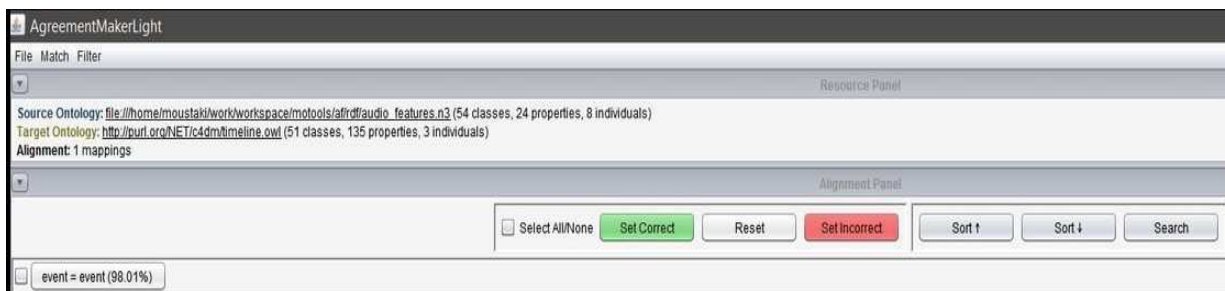 AgreementMakerLight
File Match Filter
Resource Panel
Source Ontology: file:///home/moustaki/work/workspace/motools/af/rdf/audio_features.n3 (54 classes, 24 properties, 8 individuals)
Target Ontology: http://purl.org/NET/c4dm/timeline.owl (51 classes, 135 properties, 3 individuals)
Alignment: 1 mappings
Alignment Panel
Select All/None Set Correct Reset Set Incorrect Sort ↑ Sort ↓ Search
event = event (98.01%)